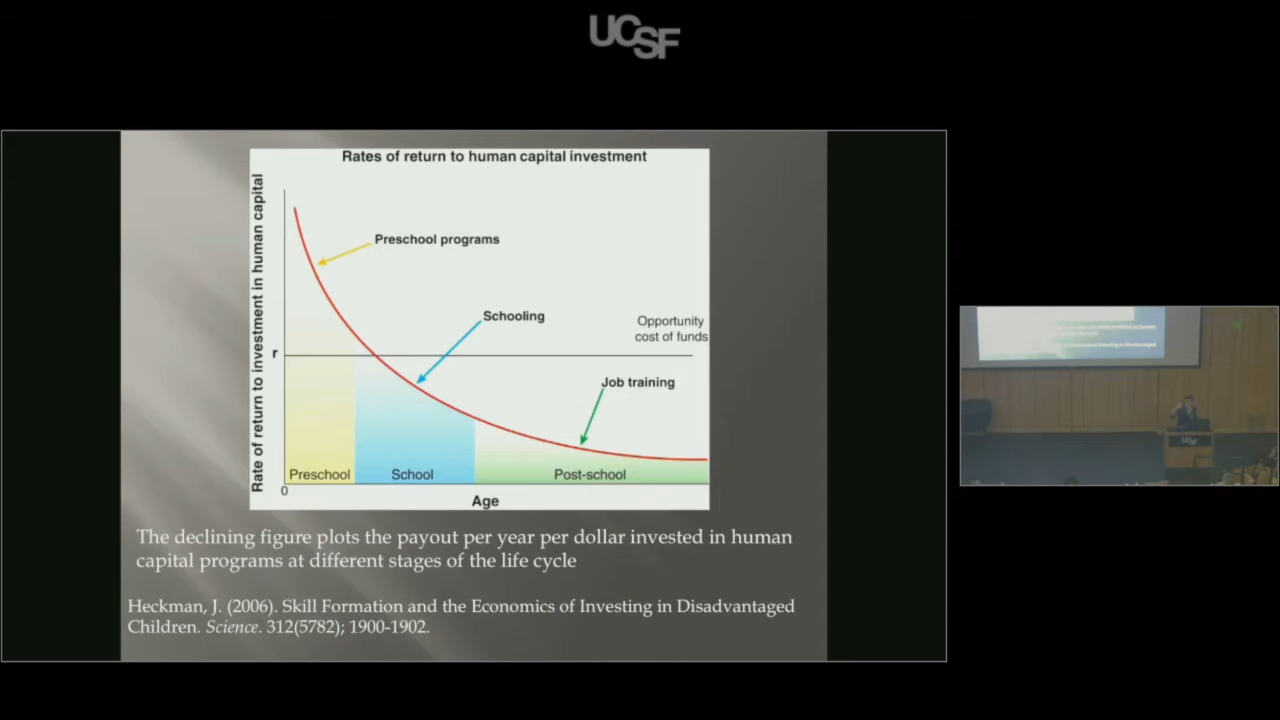 UCSF
Rates of return to human capital investment
Rate of return to investment in human capital
Preschool programs
Schooling
Opportunity
cost of funds
r
Job training
Preschool
School
Post-school
0
Age
The declining figure plots the payout per year per dollar invested in human
capital programs at different stages of the life cycle
Heckman, J. (2006). Skill Formation and the Economics of Investing in Disadvantaged
Children. Science. 312(5782); 1900-1902.
UCSF